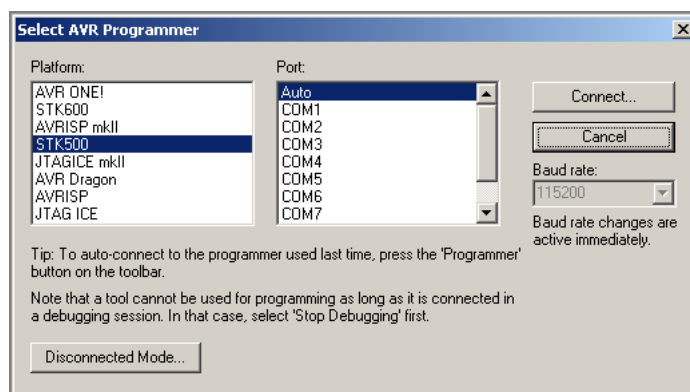 Select AVR Programmer
Platform:
AVR ONE!
STK600
AVRISP mkII
STK500
JTAGICE mkII
AVR Dragon
AVRISP
JTAG ICE
Port:
Auto
COM1
COM2
COM3
COM4
COM5
COM6
COM7
Connect...
Cancel
Baud rate:
115200
Baud rate changes are
active immediately.
Tip: To auto-connect to the programmer used last time, press the 'Programmer'
button on the toolbar.
Note that a tool cannot be used for programming as long as it is connected in
a debugging session. In that case, select 'Stop Debugging' first.
Disconnected Mode...